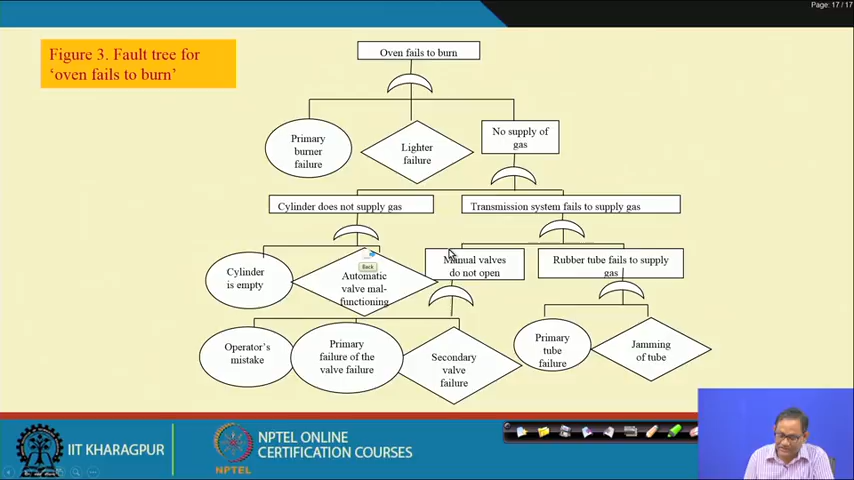 Page: 17 / 17
Figure 3. Fault tree for
‘oven fails to burn’
Oven fails to burn
Primary
burner
failure
Lighter
failure
No supply of
gas
Cylinder does not supply gas
Transmission system fails to supply gas
Cylinder
is empty
Back
Automatic
valve mal-
functioning
Manual valves
do not open
Rubber tube fails to supply
gas
Operator’s
mistake
Primary
failure of the
valve failure
Secondary
valve
failure
Primary
tube
failure
Jamming
of tube
IIT KHARAGPUR
NPTEL
NPTEL ONLINE
CERTIFICATION COURSES